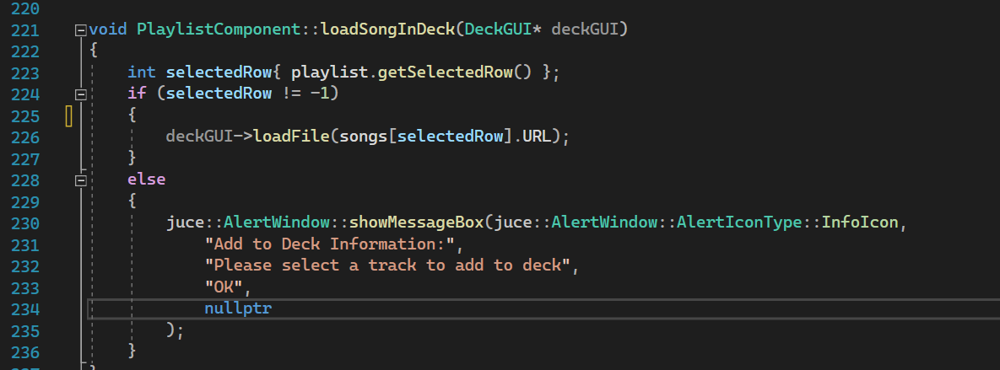 220
221 void PlaylistComponent::loadSongInDeck(DeckGUI* deckGUI)
222 {
223     int selectedRow{ playlist.getSelectedRow() };
224     if (selectedRow != -1)
225     {
226         deckGUI->loadFile(songs[selectedRow].URL);
227     }
228     else
229     {
230         juce::AlertWindow::showMessageBox(juce::AlertWindow::AlertIconType::InfoIcon,
231             "Add to Deck Information:",
232             "Please select a track to add to deck",
233             "OK",
234             nullptr
235         );
236     }